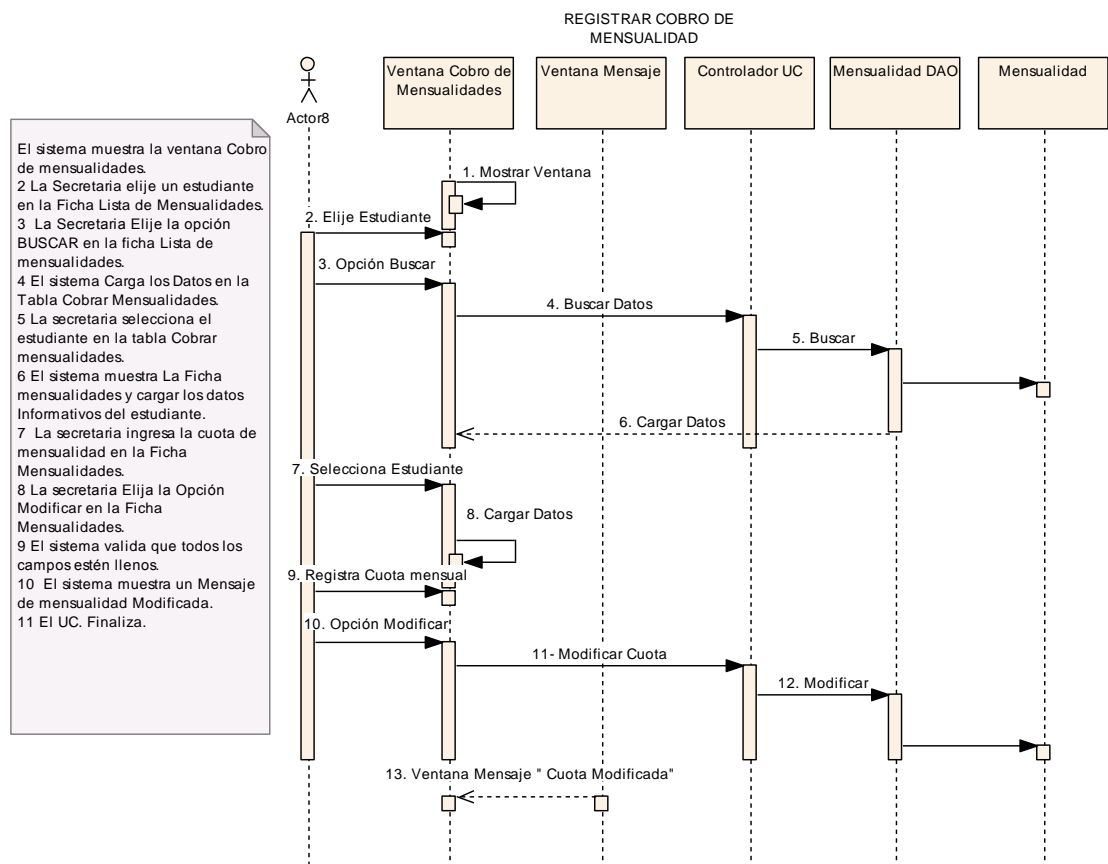 REGISTRAR COBRO DE
MENSUALIDAD
Actor8
Ventana Cobro de
Mensualidades
Ventana Mensaje
Controlador UC
Mensualidad DAO
Mensualidad
El sistema muestra la ventana Cobro
de mensualidades.
2 La Secretaria elije un estudiante
en la Ficha Lista de Mensualidades.
3 La Secretaria Elije la opción
BUSCAR en la ficha Lista de
mensualidades.
4 El sistema Carga los Datos en la
Tabla Cobrar Mensualidades.
5 La secretaria selecciona el
estudiante en la tabla Cobrar
mensualidades.
6 El sistema muestra La Ficha
mensualidades y cargar los datos
Informativos del estudiante.
7 La secretaria ingresa la cuota de
mensualidad en la Ficha
Mensualidades.
8 La secretaria Elija la Opción
Modificar en la Ficha
Mensualidades.
9 El sistema valida que todos los
campos estén llenos.
10 El sistema muestra un Mensaje
de mensualidad Modificada.
11 El UC. Finaliza.
1. Mostrar Ventana
2. Elije Estudiante
3. Opción Buscar
4. Buscar Datos
5. Buscar
6. Cargar Datos
7. Selecciona Estudiante
8. Cargar Datos
9. Registra Cuota mensual
10. Opción Modificar
11- Modificar Cuota
12. Modificar
13. Ventana Mensaje " Cuota Modificada"